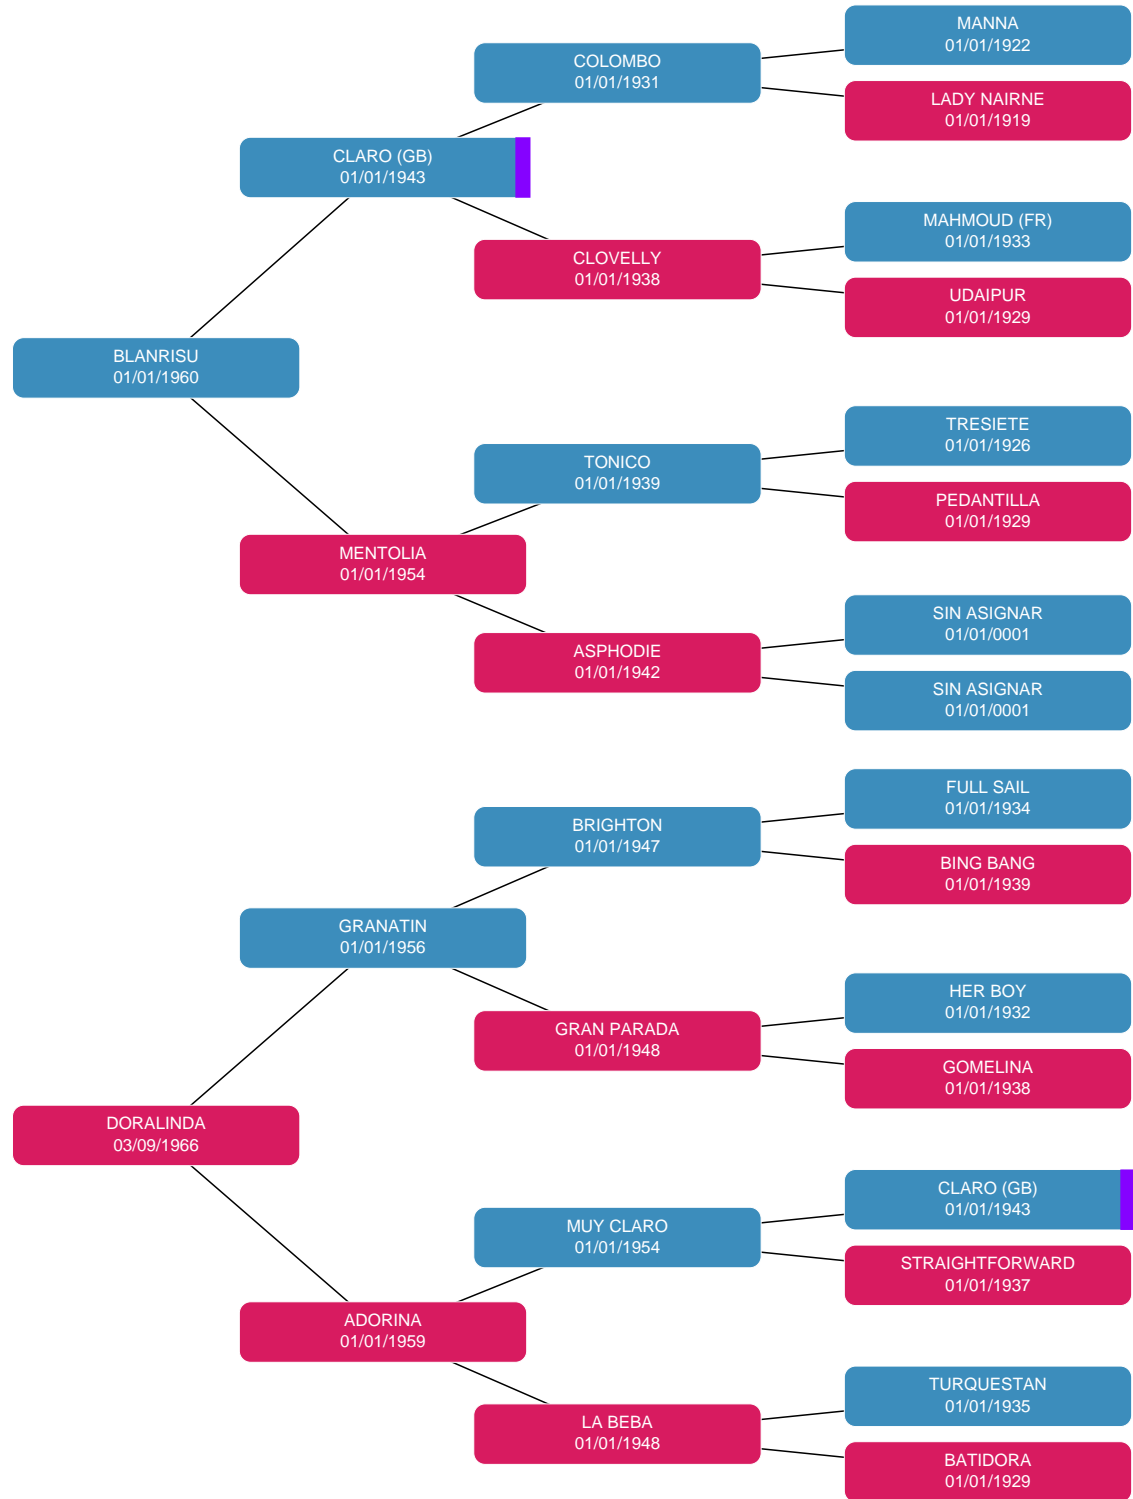 MANNA
01/01/1922
COLOMBO
01/01/1931
LADY NAIRNE
01/01/1919
CLARO (GB)
01/01/1943
MAHMOUD (FR)
01/01/1933
CLOVELLY
01/01/1938
UDAIPUR
01/01/1929
BLANRISU
01/01/1960
TRESIETE
01/01/1926
TONICO
01/01/1939
PEDANTILLA
01/01/1929
MENTOLIA
01/01/1954
SIN ASIGNAR
01/01/0001
ASPHODIE
01/01/1942
SIN ASIGNAR
01/01/0001
FULL SAIL
01/01/1934
BRIGHTON
01/01/1947
BING BANG
01/01/1939
GRANATIN
01/01/1956
HER BOY
01/01/1932
GRAN PARADA
01/01/1948
GOMELINA
01/01/1938
DORALINDA
03/09/1966
CLARO (GB)
01/01/1943
MUY CLARO
01/01/1954
STRAIGHTFORWARD
01/01/1937
ADORINA
01/01/1959
TURQUESTAN
01/01/1935
LA BEBA
01/01/1948
BATIDORA
01/01/1929